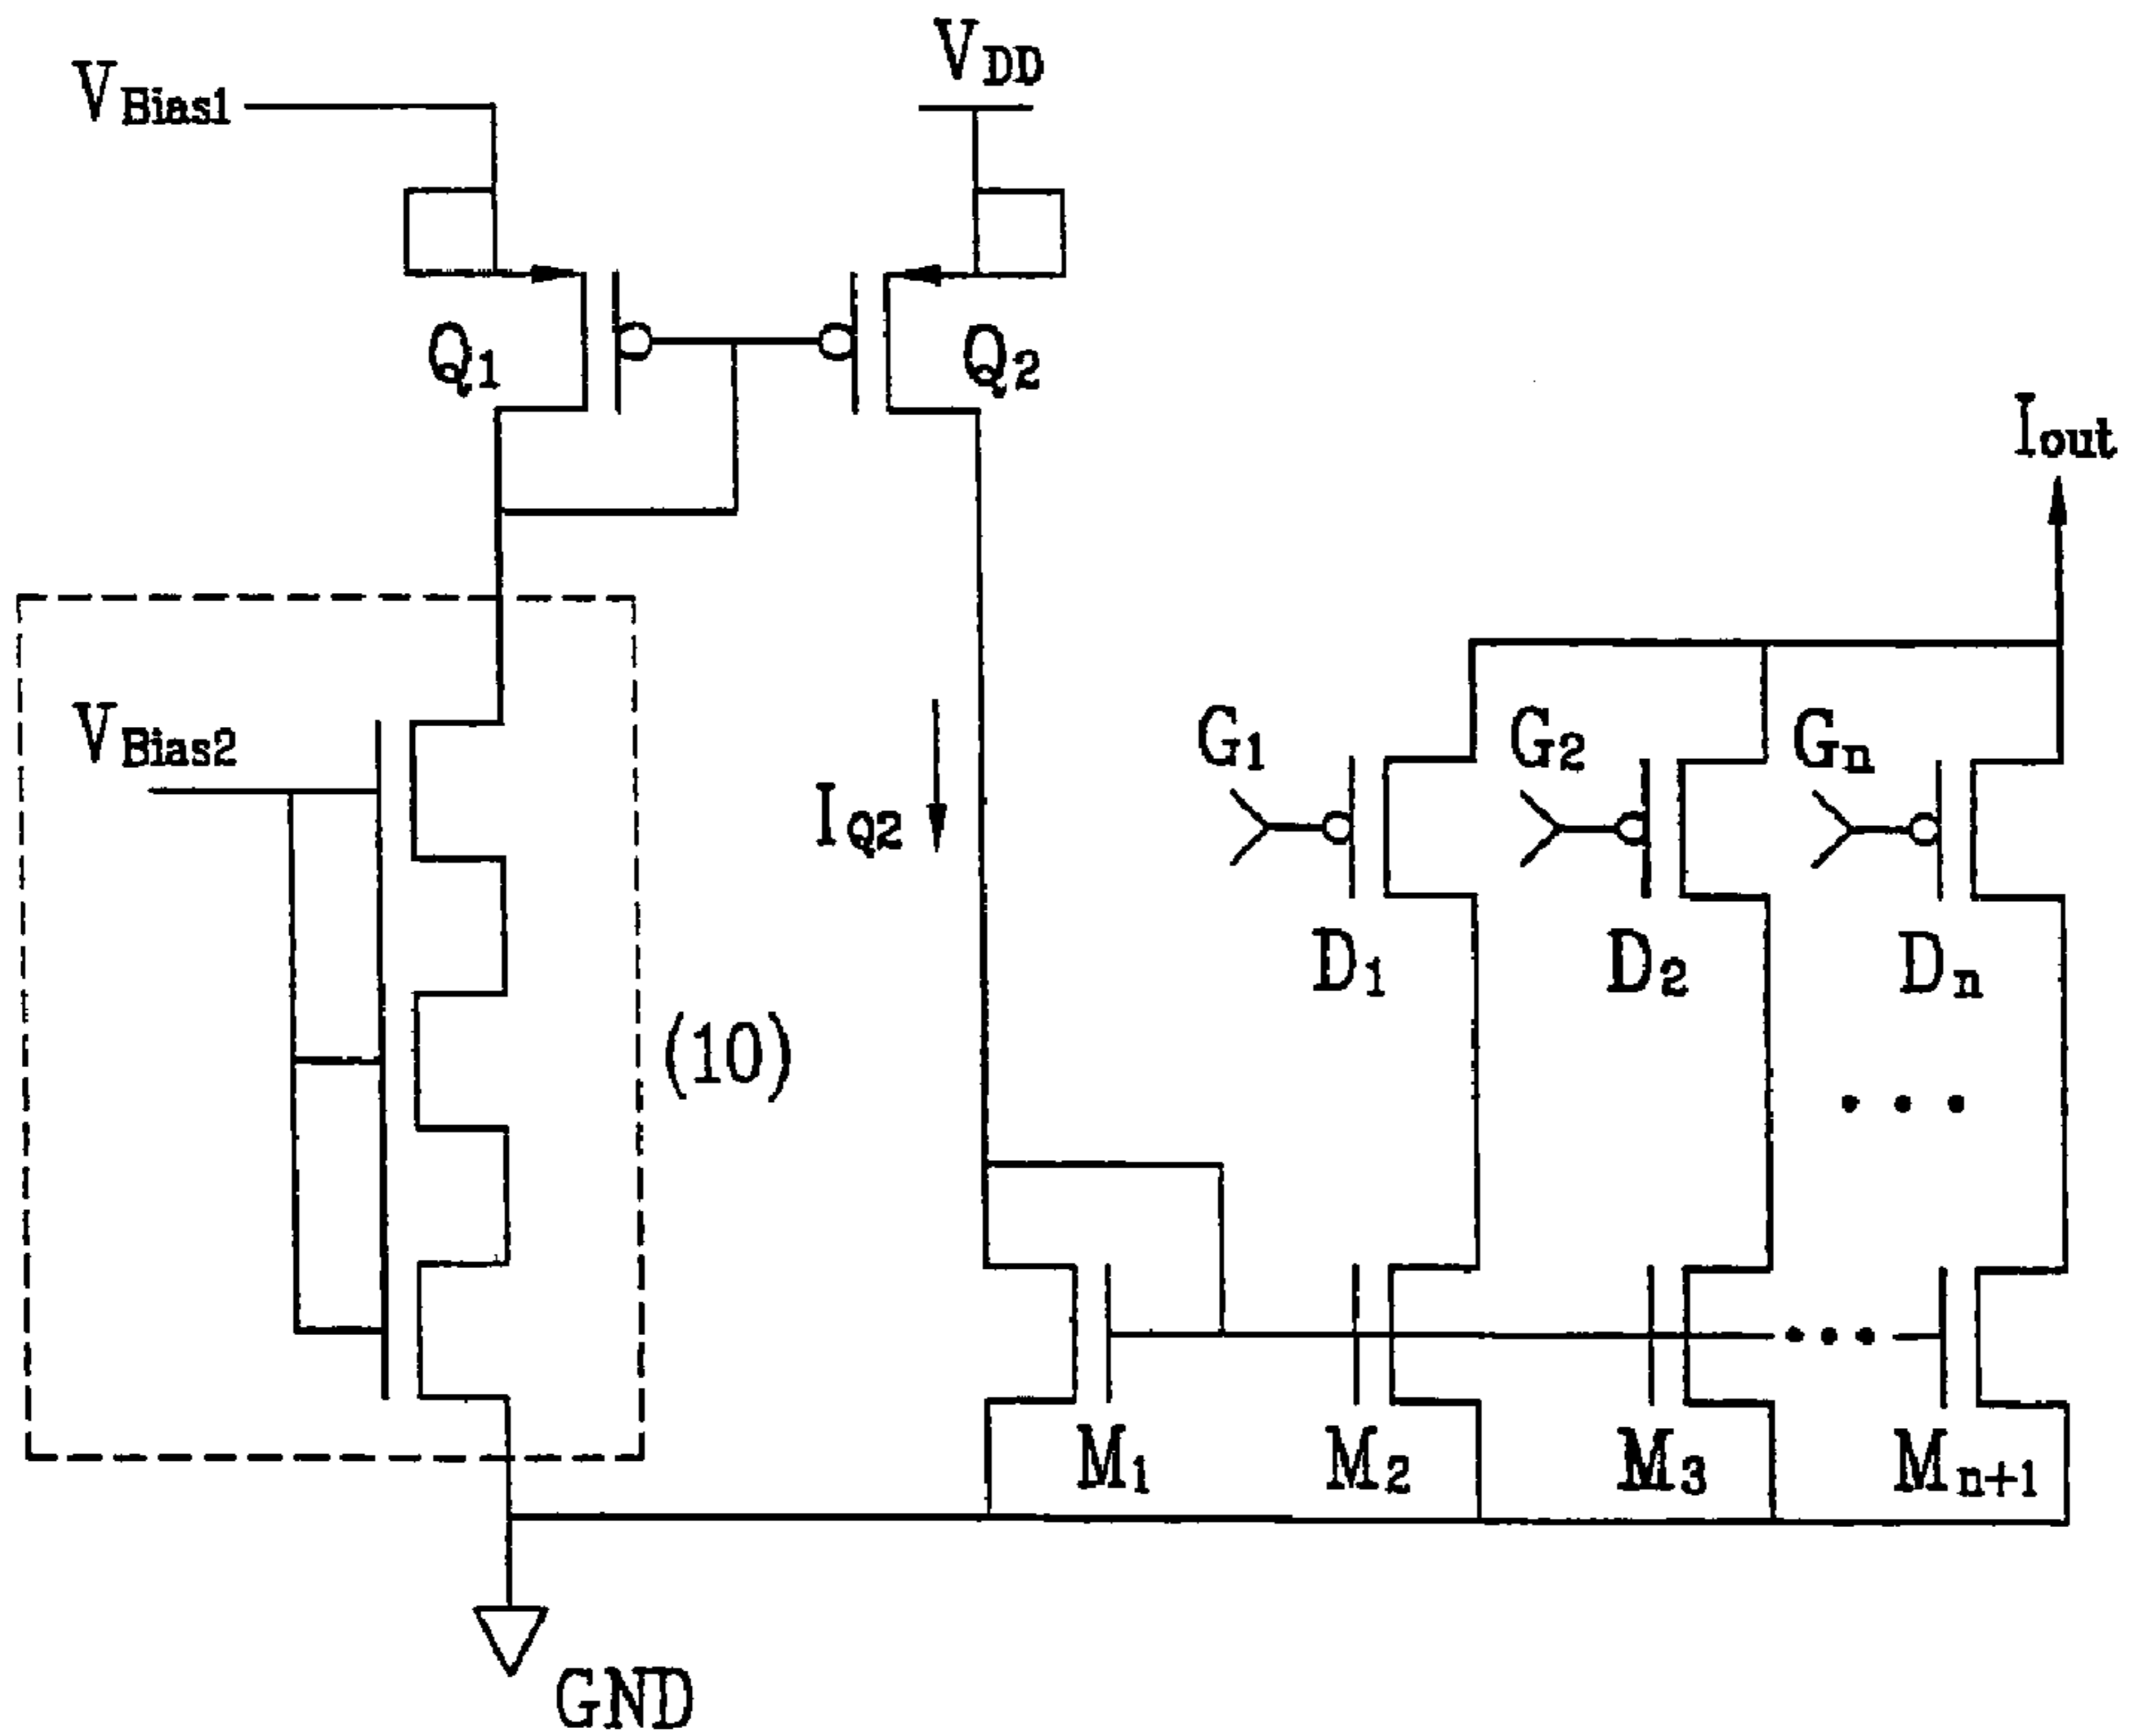 VDD
VBias1
Q1
Q2
Iout
VBias2
G1
G2
Gn
IQ2
D1
D2
Dn
(10)
M1
M2
M3
Mn+1
GND